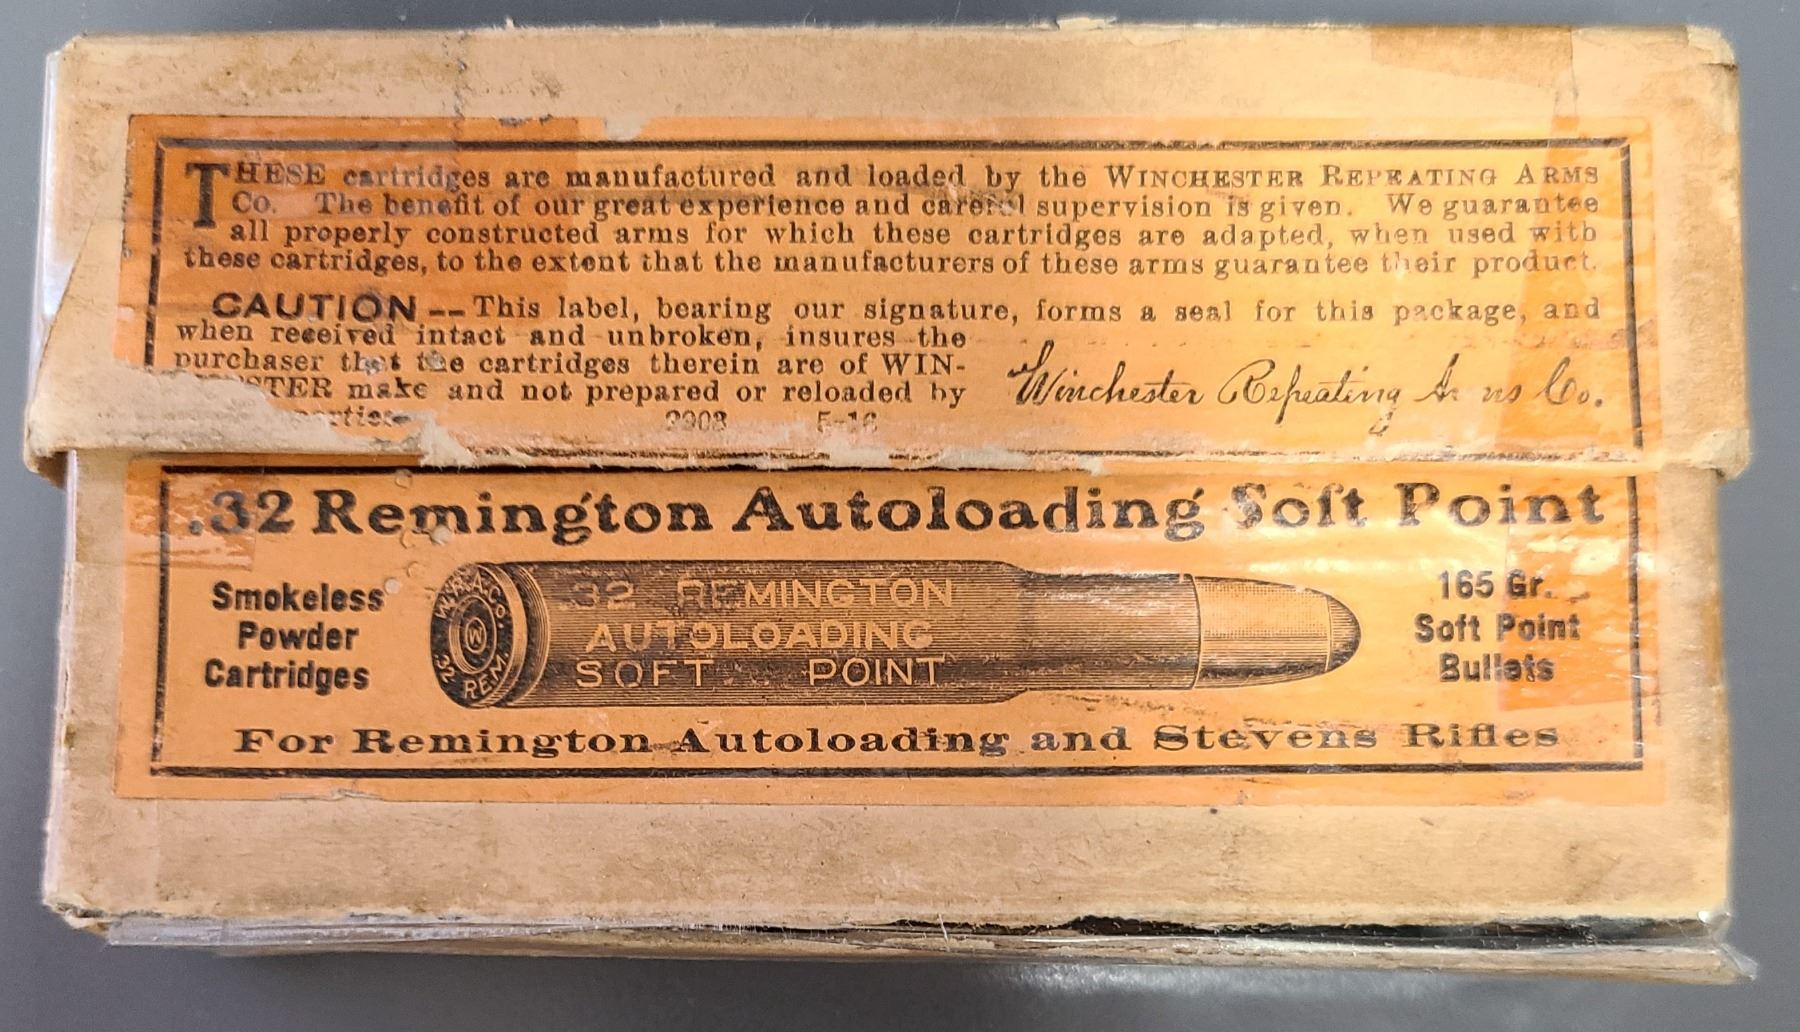 THESE cartridges are manufactured and loaded by the WINCHESTER REPEATING ARMS
Co. The benefit of our great experience and careful supervision is given. We guarantee
all properly constructed arms for which these cartridges are adapted, when used with
these cartridges, to the extent that the manufacturers of these arms guarantee their product.
CAUTION -- This label, bearing our signature, forms a seal for this package, and
when received intact and unbroken, insures the
purchaser that the cartridges therein are of WIN-
STER make and not prepared or reloaded by
Winchester Repeating Arms Co.
5-16
.32 Remington Autoloading Soft Point
Smokeless
Powder
Cartridges
W.R.A.Co.
W
32 REM.
32 REMINGTON
AUTOLOADING
SOFT POINT
165 Gr.
Soft Point
Bullets
For Remington Autoloading and Stevens Rifles